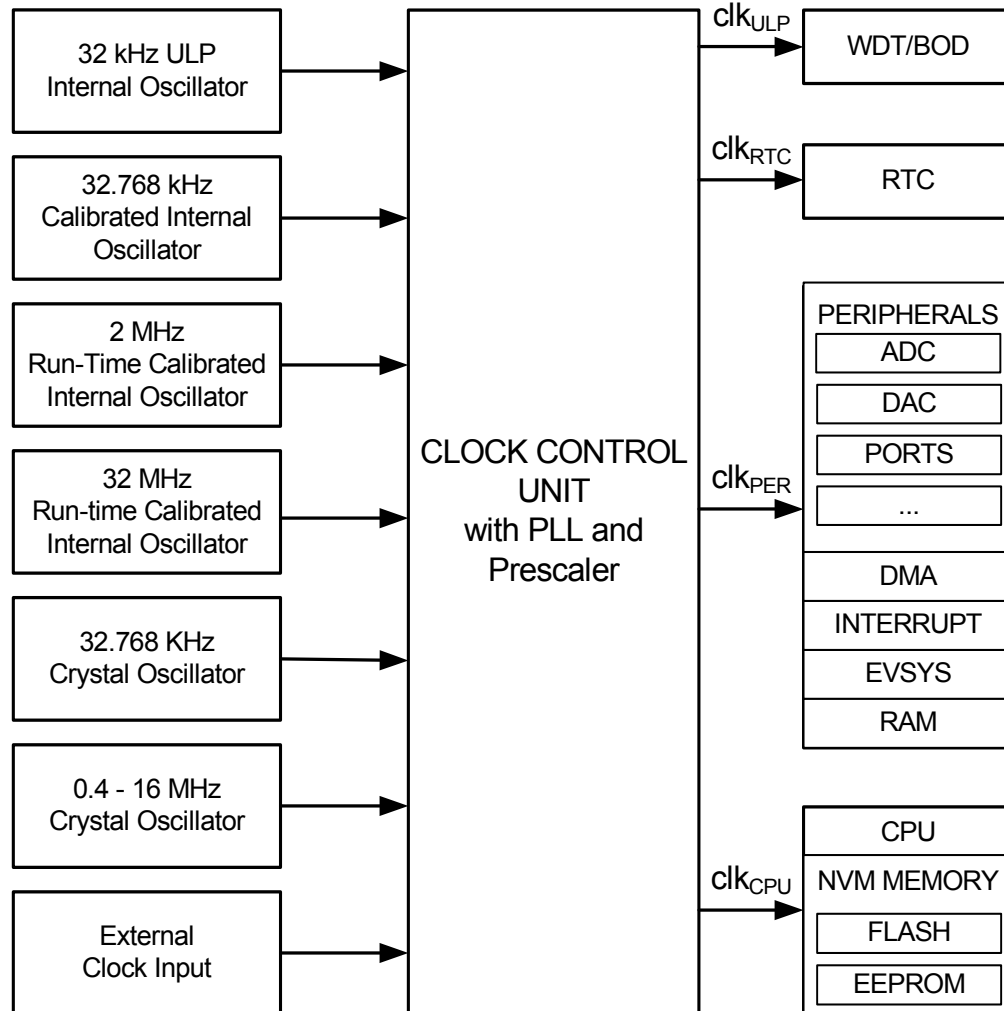 32 kHz ULP
Internal Oscillator
32.768 kHz
Calibrated Internal
Oscillator
2 MHz
Run-Time Calibrated
Internal Oscillator
32 MHz
Run-time Calibrated
Internal Oscillator
32.768 KHz
Crystal Oscillator
0.4 - 16 MHz
Crystal Oscillator
External
Clock Input
CLOCK CONTROL
UNIT
with PLL and
Prescaler
clkULP
WDT/BOD
clkRTC
RTC
clkPER
PERIPHERALS
ADC
DAC
PORTS
...
DMA
INTERRUPT
EVSYS
RAM
clkCPU
CPU
NVM MEMORY
FLASH
EEPROM